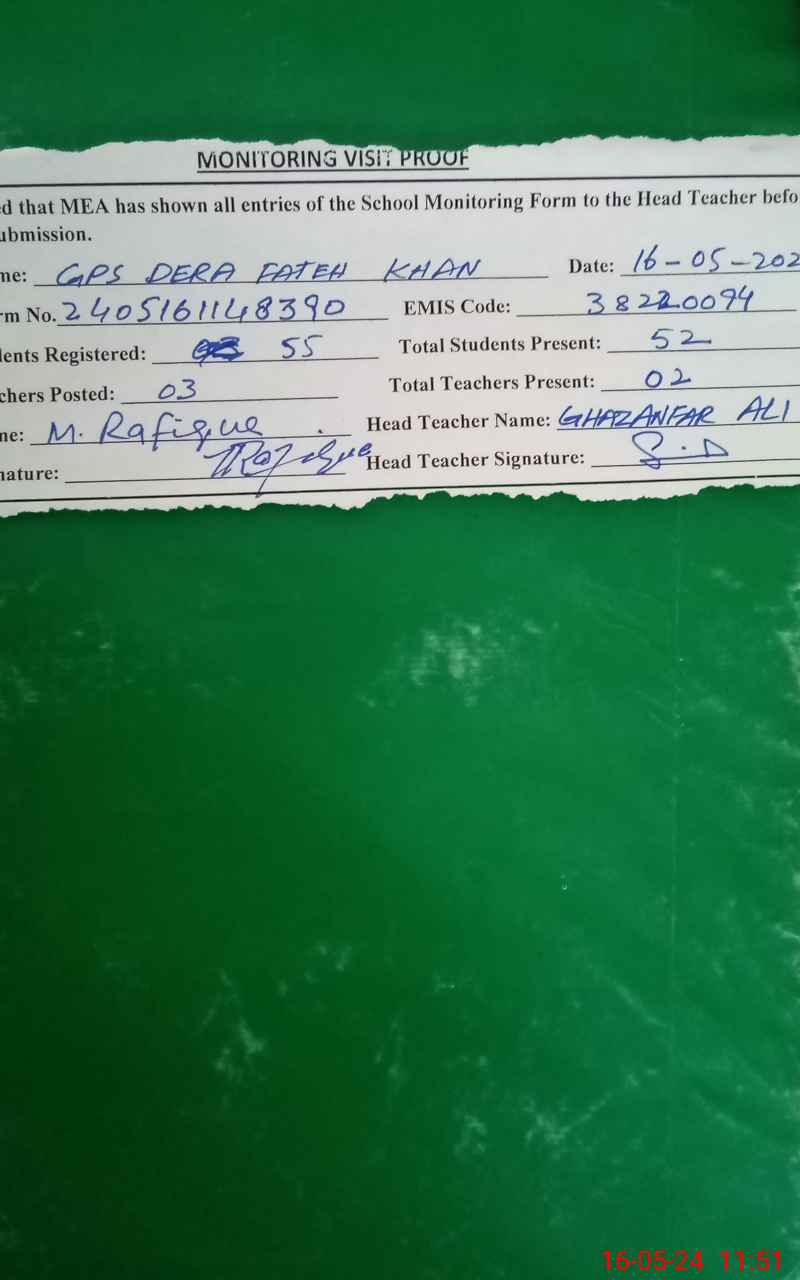 MONITORING VISIT PROOF
ed that MEA has shown all entries of the School Monitoring Form to the Head Teacher befo
ubmission.
me: GPS DERA FATEH KHAN Date: 16-05-202
rm No. 2405161148390 EMIS Code: 38220094
lents Registered: 55 Total Students Present: 52
chers Posted: 03 Total Teachers Present: 02
me: M. Rafique Head Teacher Name: GHAZANFAR ALI
nature: Rafique Head Teacher Signature:
16-05-24 11:51